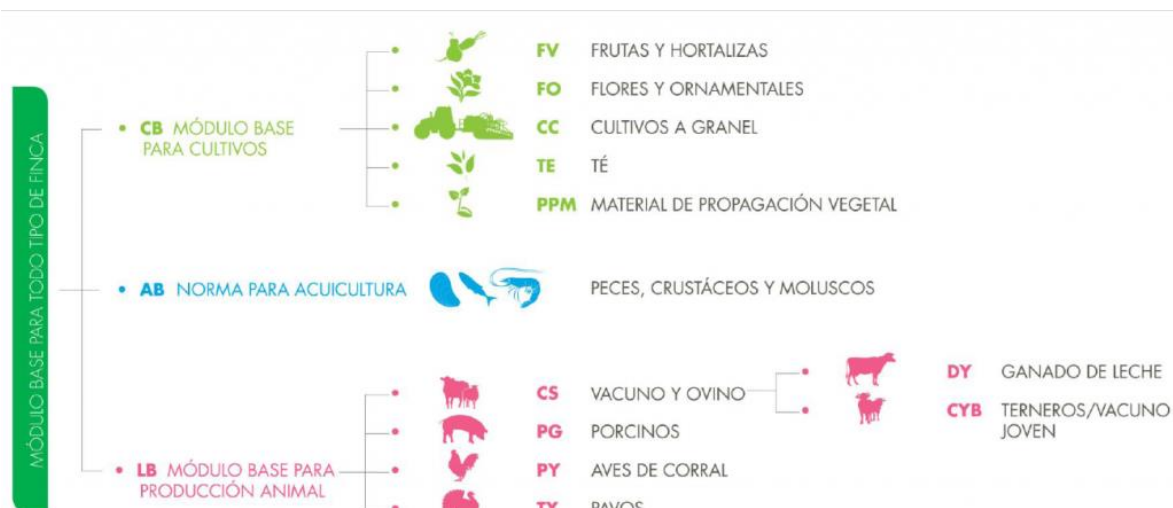 MÓDULO BASE PARA TODO TIPO DE FINCA
CB MÓDULO BASE
PARA CULTIVOS
FV FRUTAS Y HORTALIZAS
FO FLORES Y ORNAMENTALES
CC CULTIVOS A GRANEL
TE TÉ
PPM MATERIAL DE PROPAGACIÓN VEGETAL
AB NORMA PARA ACUICULTURA
PECES, CRUSTÁCEOS Y MOLUSCOS
LB MÓDULO BASE PARA
PRODUCCIÓN ANIMAL
CS VACUNO Y OVINO
DY GANADO DE LECHE
CYB TERNEROS/VACUNO
JOVEN
PG PORCINOS
PY AVES DE CORRAL
TY PAVOS